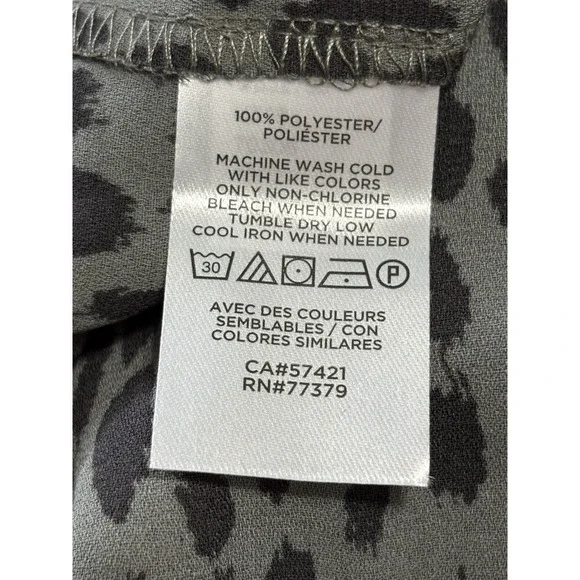 100% POLYESTER/
POLIÉSTER
MACHINE WASH COLD
WITH LIKE COLORS
ONLY NON-CHLORINE
BLEACH WHEN NEEDED
TUMBLE DRY LOW
COOL IRON WHEN NEEDED
30 P
AVEC DES COULEURS
SEMBLABLES / CON
COLORES SIMILARES
CA#57421
RN#77379